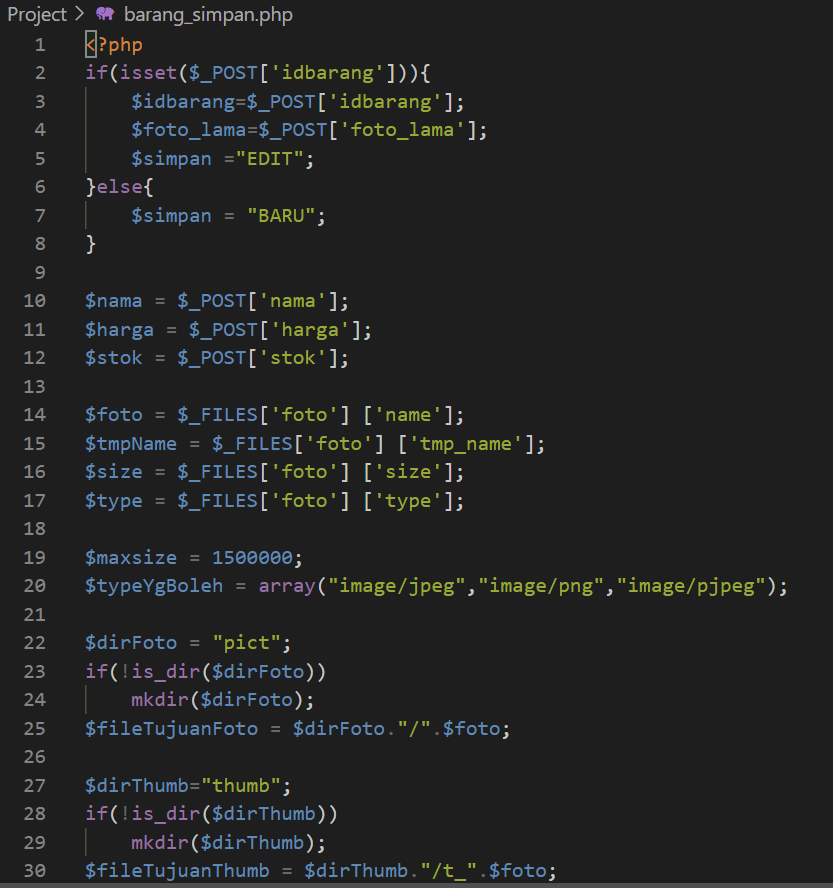 Project > barang_simpan.php
1 <?php
2 if(isset($_POST['idbarang'])){
3     $idbarang=$_POST['idbarang'];
4     $foto_lama=$_POST['foto_lama'];
5     $simpan ="EDIT";
6 }else{
7     $simpan = "BARU";
8 }
9
10 $nama = $_POST['nama'];
11 $harga = $_POST['harga'];
12 $stok = $_POST['stok'];
13
14 $foto = $_FILES['foto'] ['name'];
15 $tmpName = $_FILES['foto'] ['tmp_name'];
16 $size = $_FILES['foto'] ['size'];
17 $type = $_FILES['foto'] ['type'];
18
19 $maxsize = 1500000;
20 $typeYgBoleh = array("image/jpeg","image/png","image/pjpeg");
21
22 $dirFoto = "pict";
23 if(!is_dir($dirFoto))
24     mkdir($dirFoto);
25 $fileTujuanFoto = $dirFoto."/".$foto;
26
27 $dirThumb="thumb";
28 if(!is_dir($dirThumb))
29     mkdir($dirThumb);
30 $fileTujuanThumb = $dirThumb."/t_".$foto;